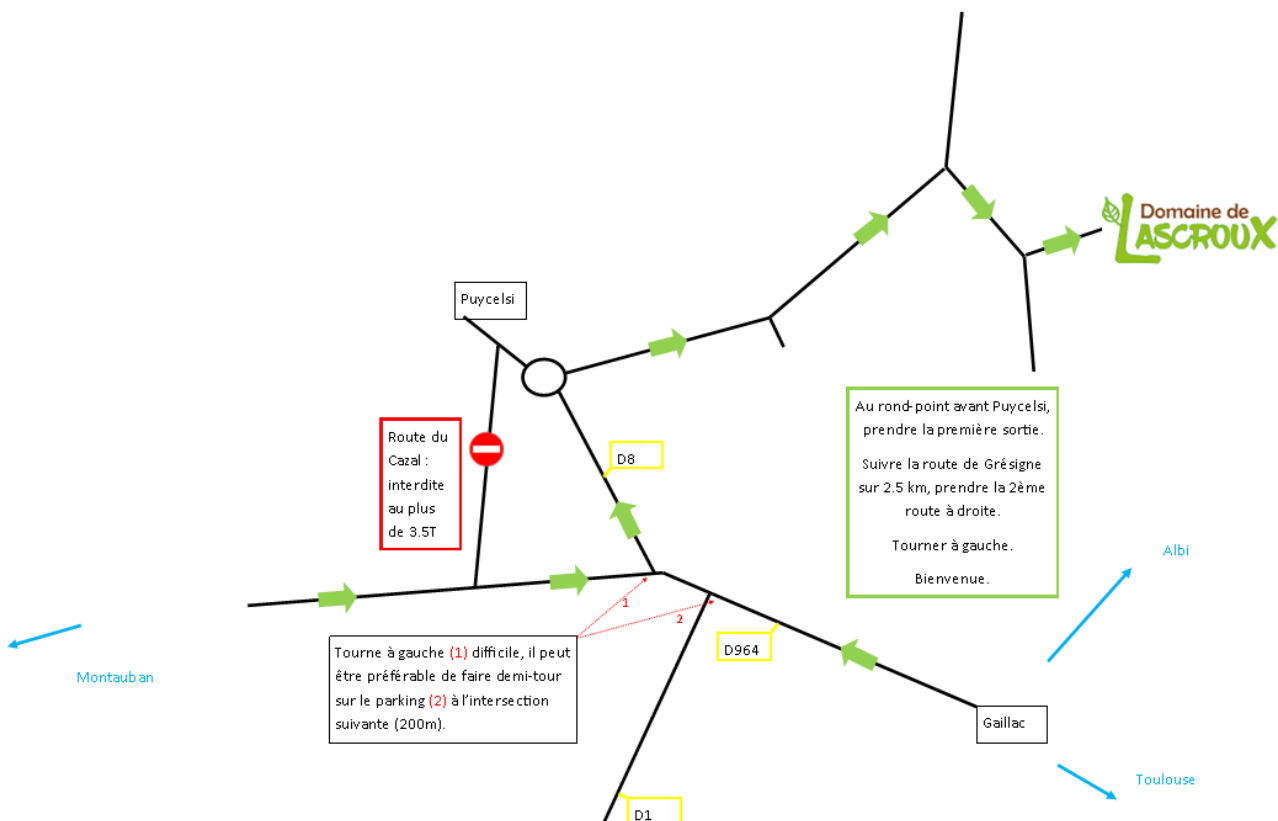 Domaine de
LASCROUX
Puycelsi
Route du
Cazal :
interdite
au plus
de 3.5T
D8
Au rond-point avant Puycelsi,
prendre la première sortie.
Suivre la route de Grésigne
sur 2.5 km, prendre la 2ème
route à droite.
Tourner à gauche.
Bienvenue.
Albi
1
2
Montauban
Tourne à gauche (1) difficile, il peut
être préférable de faire demi-tour
sur le parking (2) à l'intersection
suivante (200m).
D964
Gaillac
Toulouse
D1